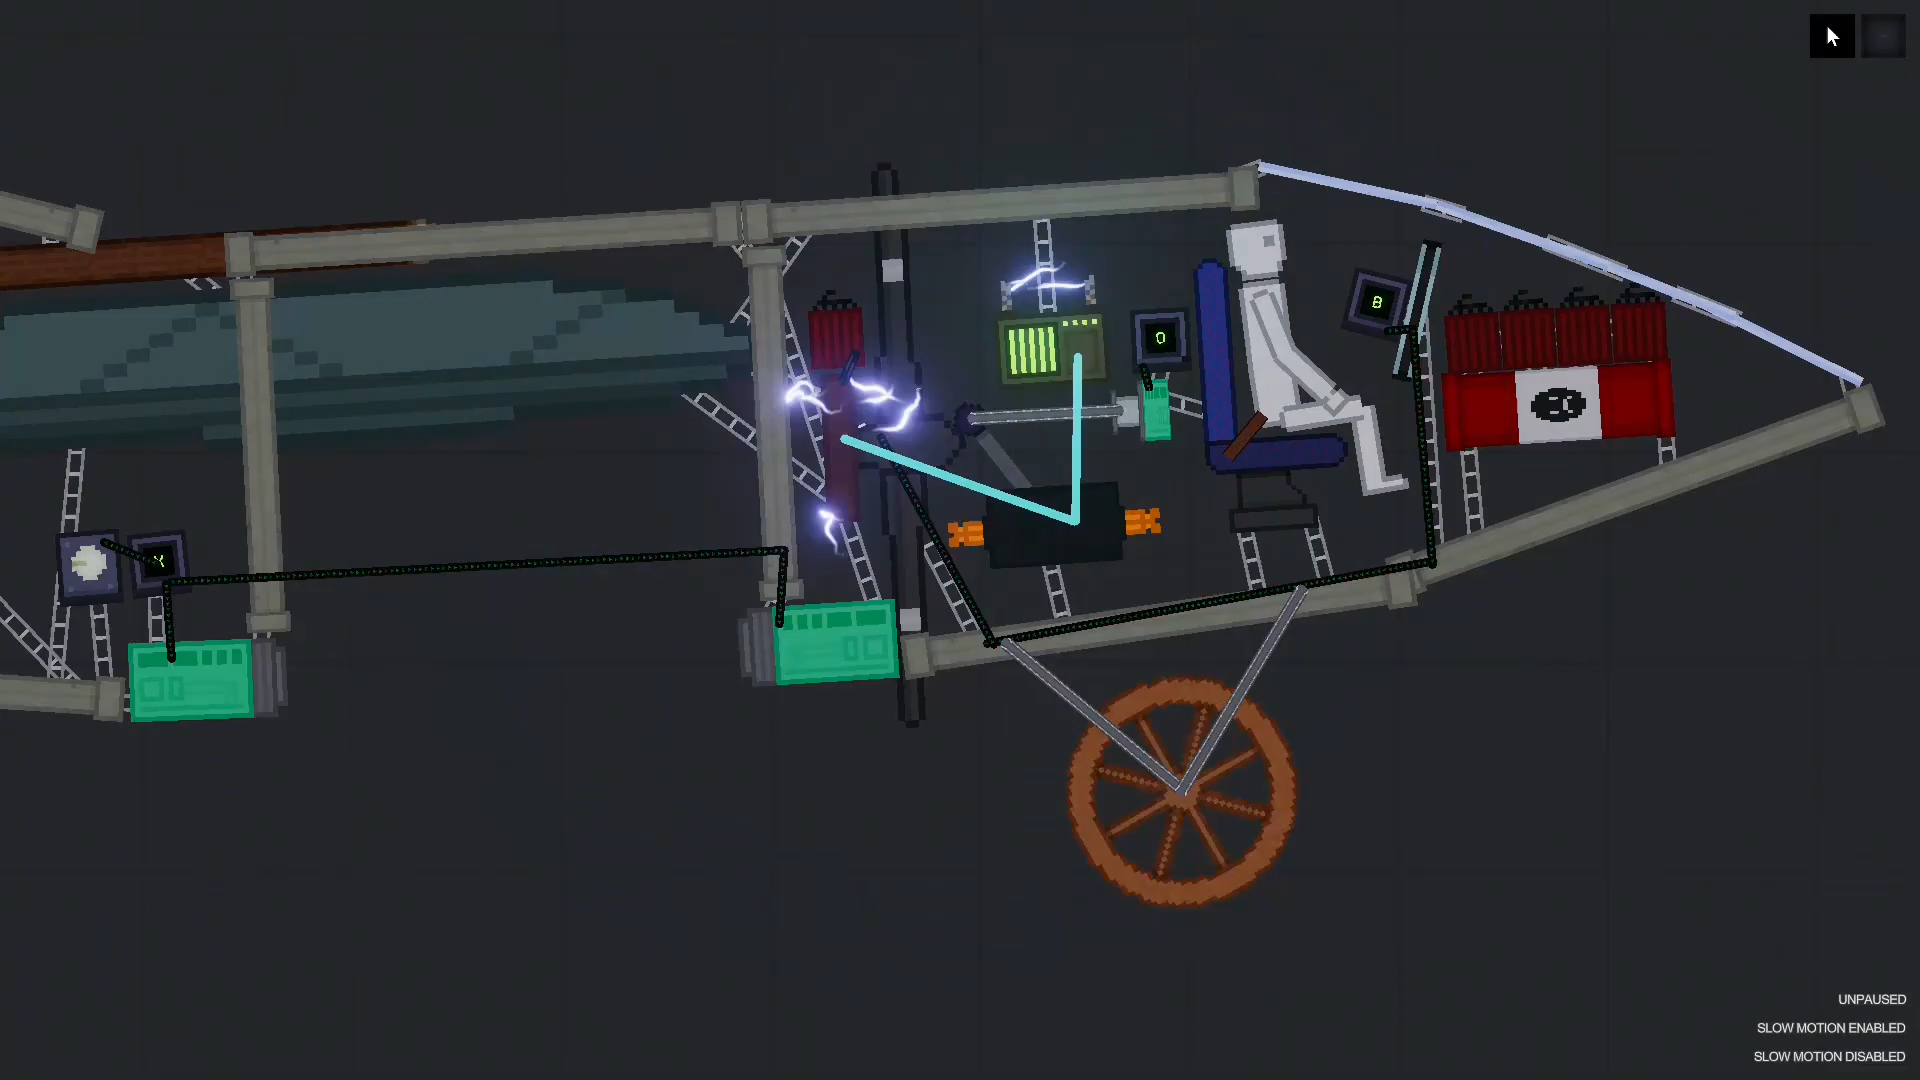 B
O
Y
UNPAUSED
SLOW MOTION ENABLED
SLOW MOTION DISABLED